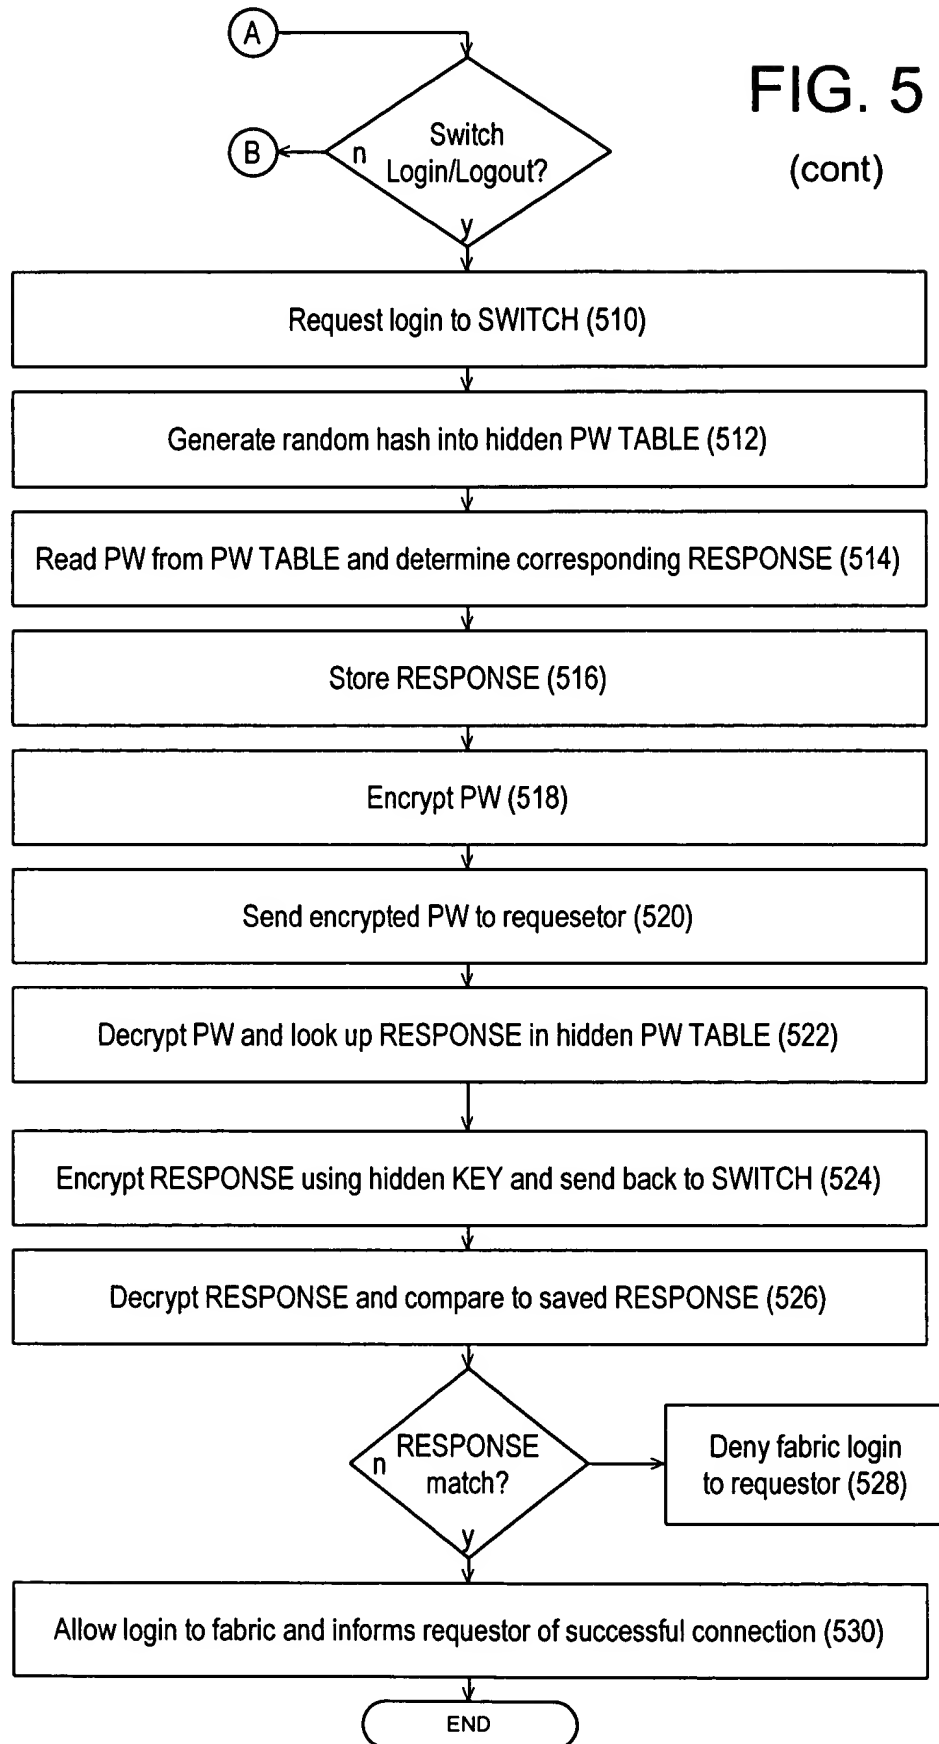 A
FIG. 5
(cont)
B
n
Switch
Login/Logout?
y
Request login to SWITCH (510)
Generate random hash into hidden PW TABLE (512)
Read PW from PW TABLE and determine corresponding RESPONSE (514)
Store RESPONSE (516)
Encrypt PW (518)
Send encrypted PW to requesetor (520)
Decrypt PW and look up RESPONSE in hidden PW TABLE (522)
Encrypt RESPONSE using hidden KEY and send back to SWITCH (524)
Decrypt RESPONSE and compare to saved RESPONSE (526)
n
RESPONSE
match?
y
Deny fabric login
to requestor (528)
Allow login to fabric and informs requestor of successful connection (530)
END